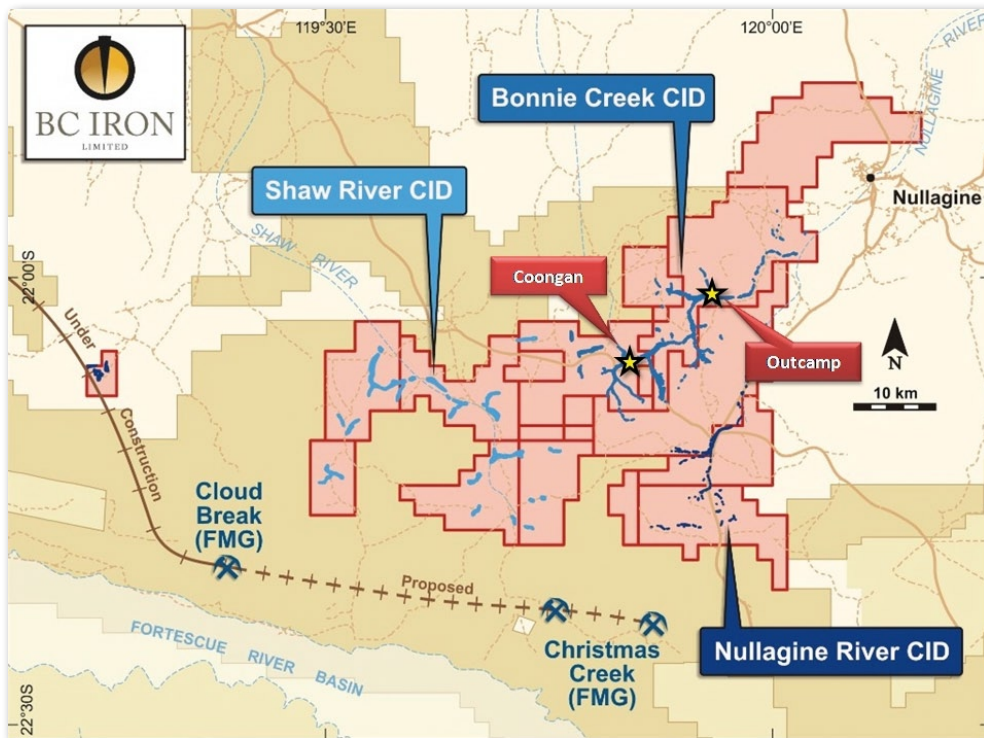 119°30'E
120°00'E
BC IRON
LIMITED
Bonnie Creek CID
NULLAGINE
RIVER
Shaw River CID
Nullagine
SHAW RIVER
Coongan
22°00'S
Outcamp
N
10 km
Under
Construction
Cloud
Break
(FMG)
Proposed
Christmas
Creek
(FMG)
Nullagine River CID
FORTESCUE RIVER BASIN
22°30'S